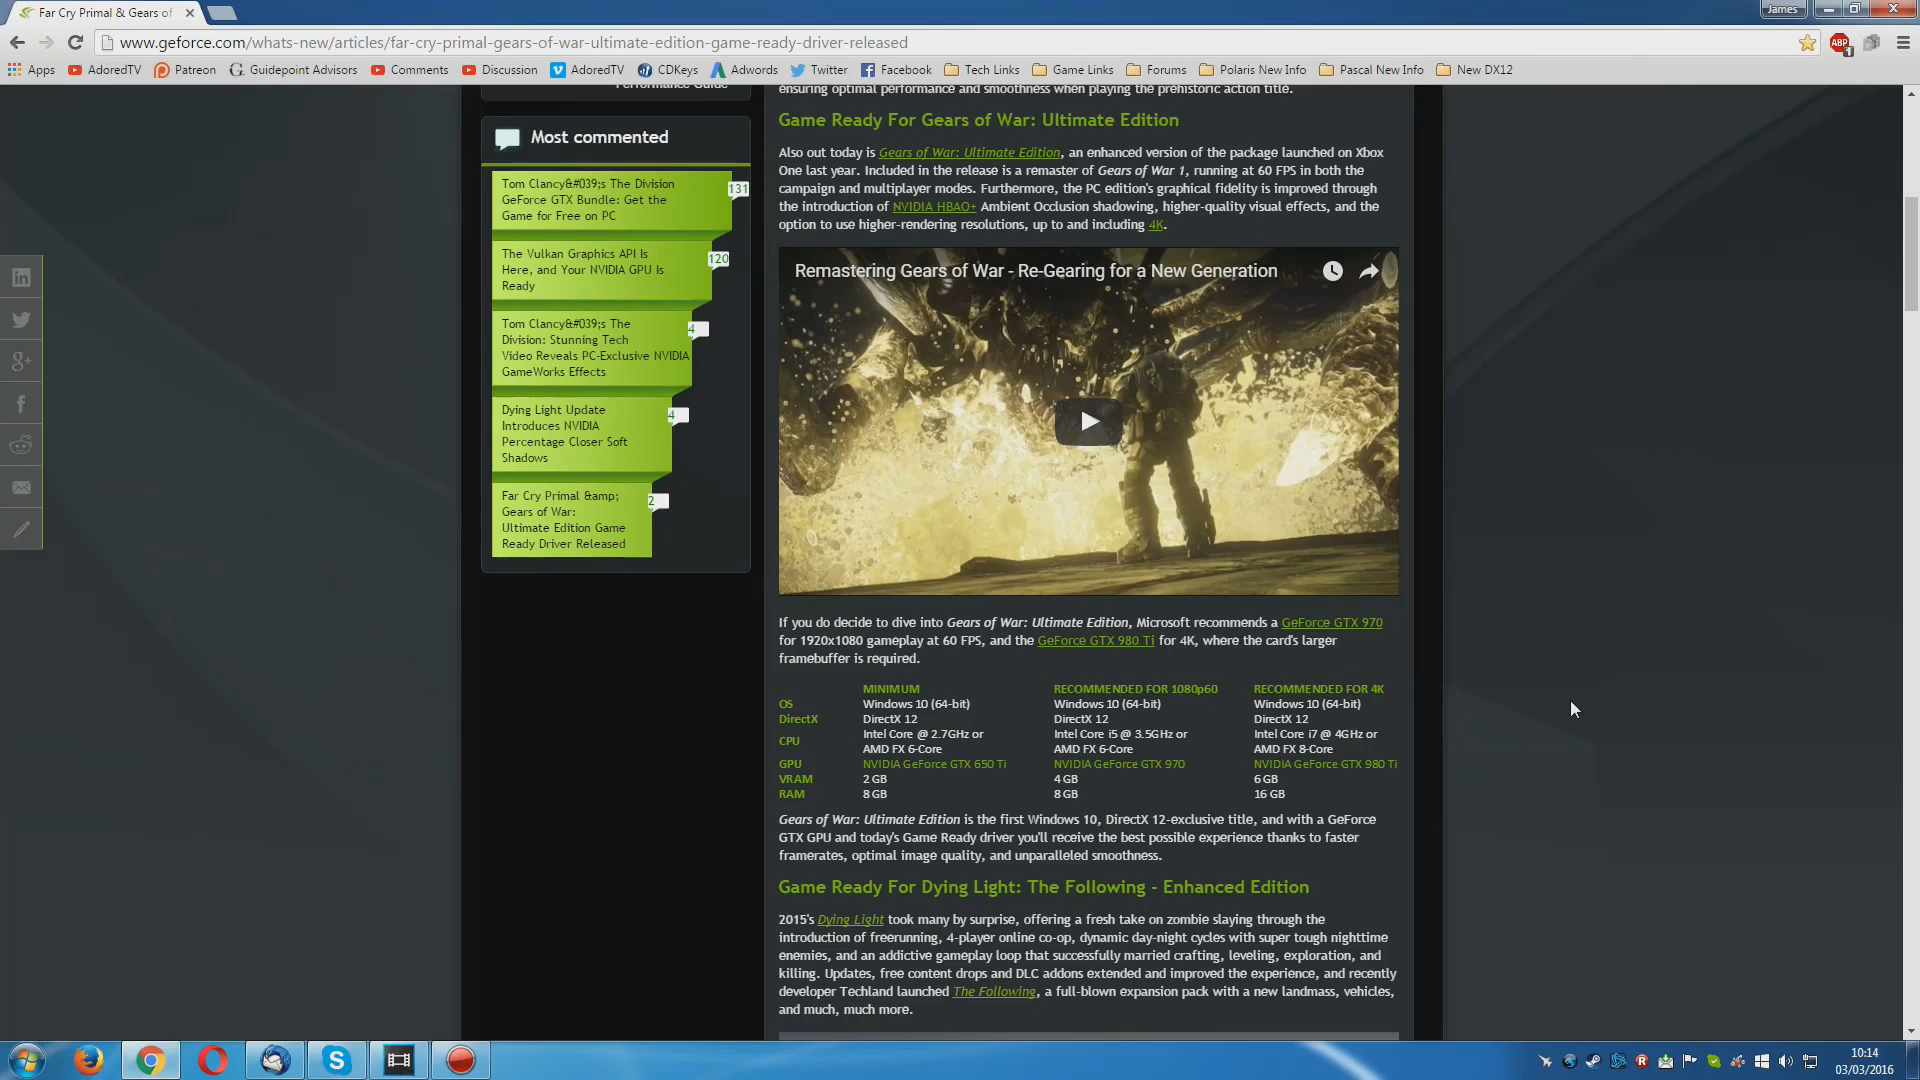 Far Cry Primal & Gears of
James
www.geforce.com/whats-new/articles/far-cry-primal-gears-of-war-ultimate-edition-game-ready-driver-released
ABP
1
Apps
AdoredTV
Patreon
Guidepoint Advisors
Comments
Discussion
AdoredTV
CDKeys
Adwords
Twitter
Facebook
Tech Links
Game Links
Forums
Polaris New Info
Pascal New Info
New DX12
Performance Guide
Most commented
Tom Clancy&#039;s The Division
GeForce GTX Bundle: Get the
Game for Free on PC
131
The Vulkan Graphics API Is
Here, and Your NVIDIA GPU Is
Ready
120
Tom Clancy&#039;s The
Division: Stunning Tech
Video Reveals PC-Exclusive NVIDIA
GameWorks Effects
4
Dying Light Update
Introduces NVIDIA
Percentage Closer Soft
Shadows
4
Far Cry Primal &amp;
Gears of War:
Ultimate Edition Game
Ready Driver Released
2
ensuring optimal performance and smoothness when playing the prehistoric action title.
Game Ready For Gears of War: Ultimate Edition
Also out today is Gears of War: Ultimate Edition, an enhanced version of the package launched on Xbox
One last year. Included in the release is a remaster of Gears of War 1, running at 60 FPS in both the
campaign and multiplayer modes. Furthermore, the PC edition's graphical fidelity is improved through
the introduction of NVIDIA HBAO+ Ambient Occlusion shadowing, higher-quality visual effects, and the
option to use higher-rendering resolutions, up to and including 4K.
Remastering Gears of War - Re-Gearing for a New Generation
If you do decide to dive into Gears of War: Ultimate Edition, Microsoft recommends a GeForce GTX 970
for 1920x1080 gameplay at 60 FPS, and the GeForce GTX 980 Ti for 4K, where the card's larger
framebuffer is required.
MINIMUM RECOMMENDED FOR 1080p60 RECOMMENDED FOR 4K
OS Windows 10 (64-bit) Windows 10 (64-bit) Windows 10 (64-bit)
DirectX DirectX 12 DirectX 12 DirectX 12
CPU Intel Core @ 2.7GHz or Intel Core i5 @ 3.5GHz or Intel Core i7 @ 4GHz or
AMD FX 6-Core AMD FX 6-Core AMD FX 8-Core
GPU NVIDIA GeForce GTX 650 Ti NVIDIA GeForce GTX 970 NVIDIA GeForce GTX 980 Ti
VRAM 2 GB 4 GB 6 GB
RAM 8 GB 8 GB 16 GB
Gears of War: Ultimate Edition is the first Windows 10, DirectX 12-exclusive title, and with a GeForce
GTX GPU and today's Game Ready driver you'll receive the best possible experience thanks to faster
framerates, optimal image quality, and unparalleled smoothness.
Game Ready For Dying Light: The Following - Enhanced Edition
2015's Dying Light took many by surprise, offering a fresh take on zombie slaying through the
introduction of freerunning, 4-player online co-op, dynamic day-night cycles with super tough nighttime
enemies, and an addictive gameplay loop that successfully married crafting, leveling, exploration, and
killing. Updates, free content drops and DLC addons extended and improved the experience, and recently
developer Techland launched The Following, a full-blown expansion pack with a new landmass, vehicles,
and much, much more.
10:14
03/03/2016